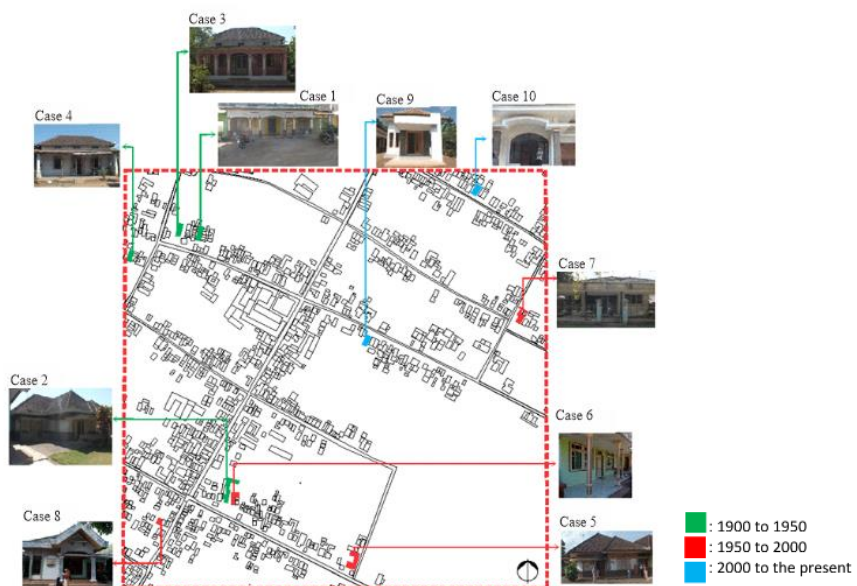 Case 3
Case 1
Case 9
Case 10
Case 4
Case 7
Case 2
Case 6
Case 8
Case 5
: 1900 to 1950
: 1950 to 2000
: 2000 to the present